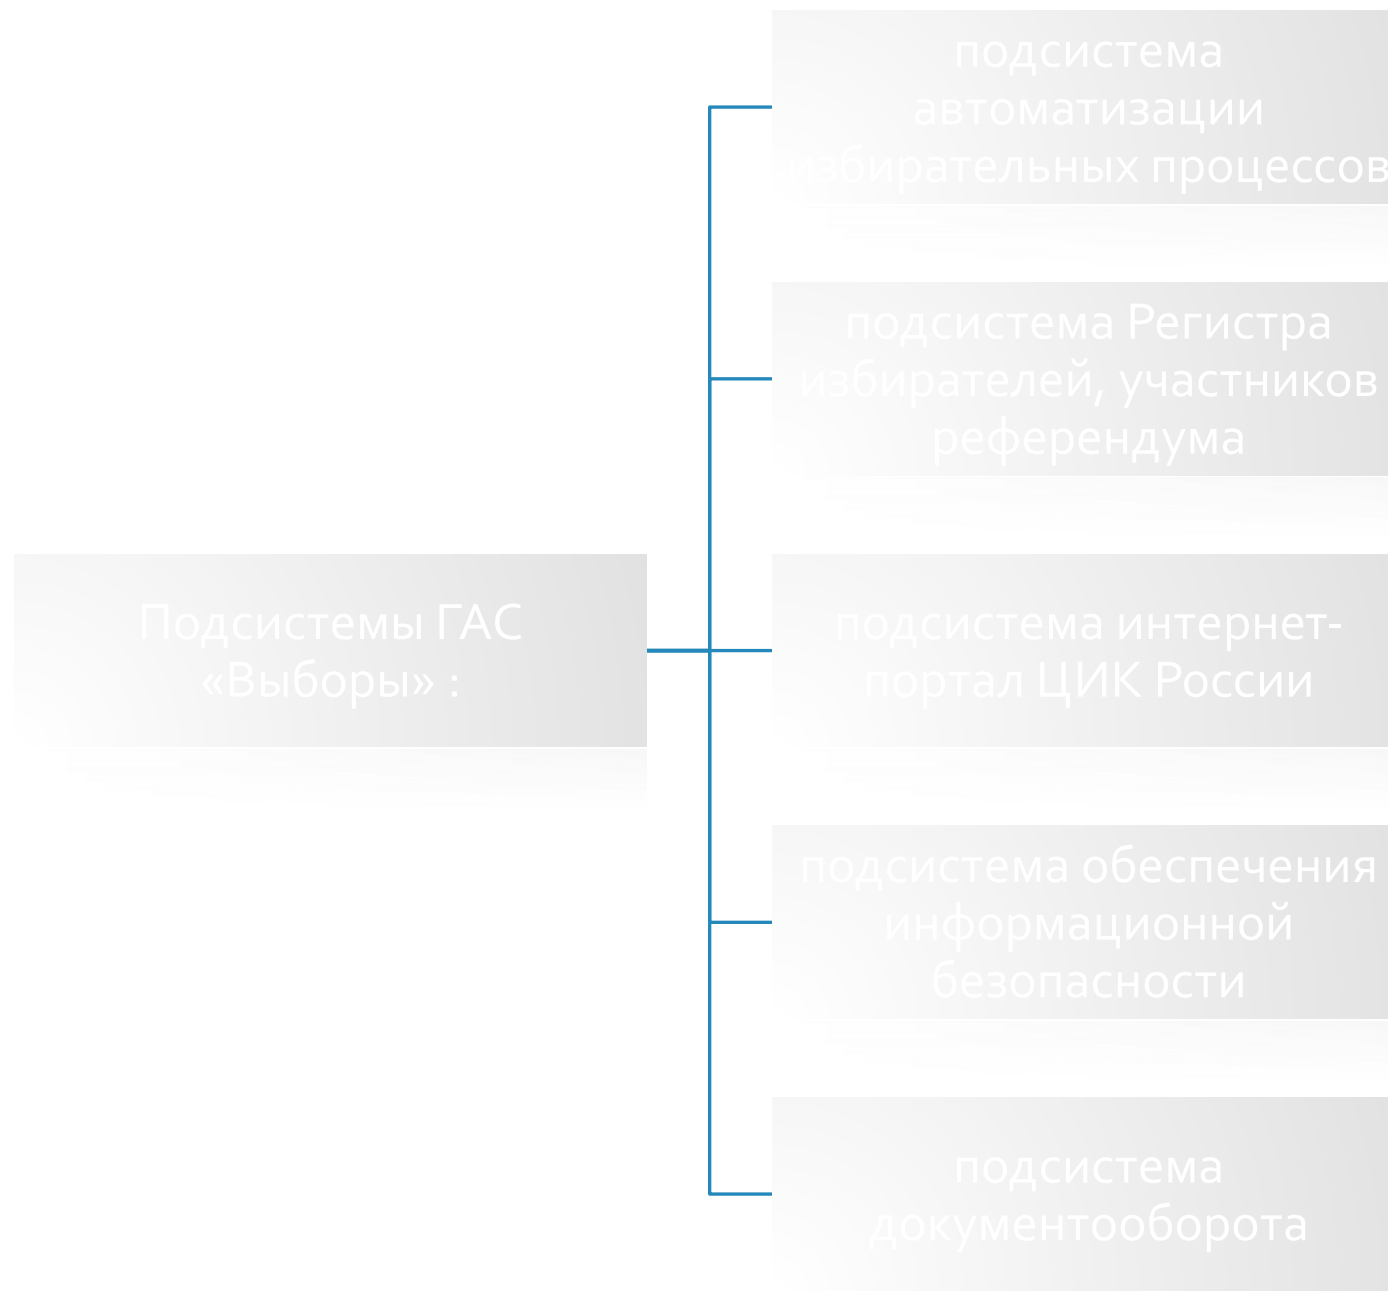 подсистема
автоматизации
избирательных процессов
подсистема Регистра
избирателей, участников
референдума
Подсистемы ГАС
«Выборы» :
подсистема интернет-
портал ЦИК России
подсистема обеспечения
информационной
безопасности
подсистема
документооборота